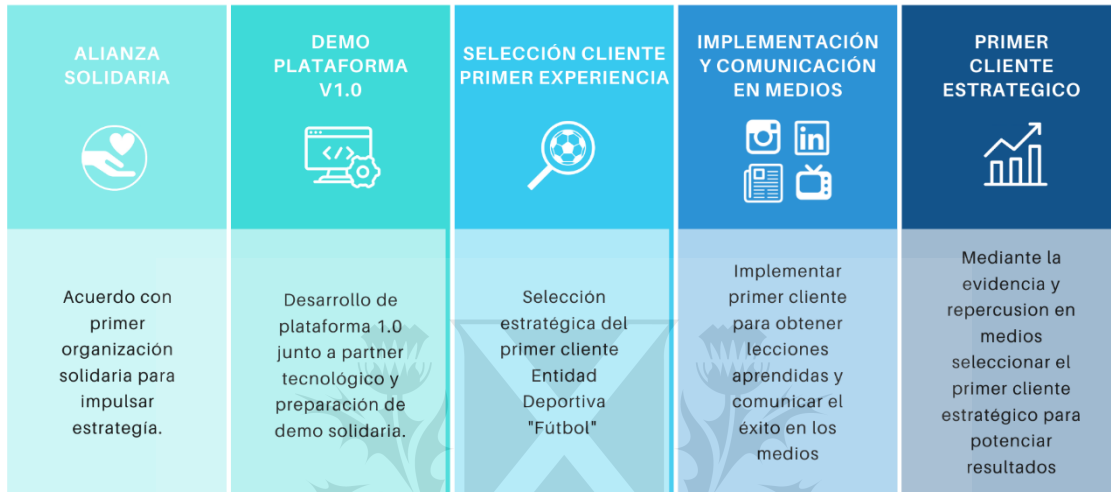 ALIANZA
SOLIDARIA
DEMO
PLATAFORMA
V1.0
SELECCIÓN CLIENTE
PRIMER EXPERIENCIA
IMPLEMENTACIÓN
Y COMUNICACIÓN
EN MEDIOS
PRIMER
CLIENTE
ESTRATEGICO
</>
in
Acuerdo con
primer
organización
solidaria para
impulsar
estrategía.
Desarrollo de
plataforma 1.0
junto a partner
tecnológico y
preparación de
demo solidaria.
Selección
estratégica del
primer cliente
Entidad
Deportiva
"Fútbol"
Implementar
primer cliente
para obtener
lecciones
aprendidas y
comunicar el
éxito en los
medios
Mediante la
evidencia y
repercusion en
medios
seleccionar el
primer cliente
estratégico para
potenciar
resultados